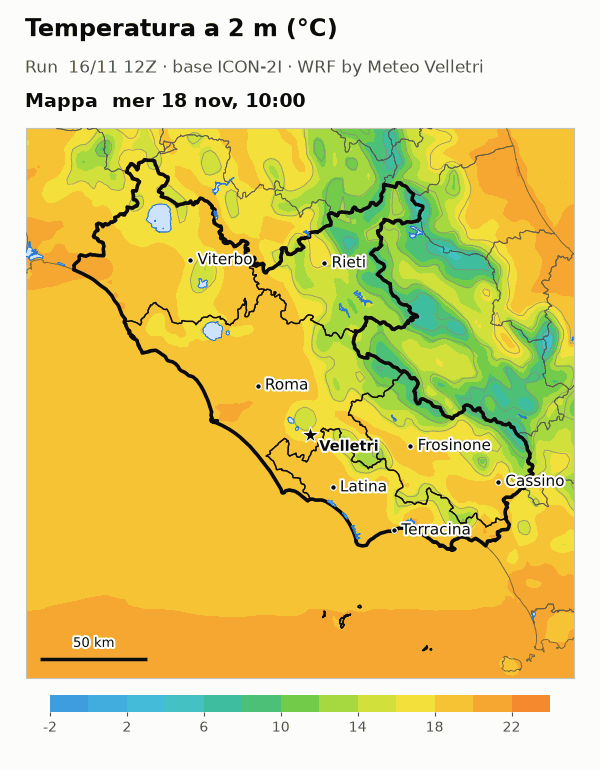 Temperatura a 2 m (°C)
Run  16/11 12Z · base ICON-2I · WRF by Meteo Velletri
Mappa  mer 18 nov, 10:00
Viterbo
Rieti
Roma
Velletri
Frosinone
Latina
Cassino
Terracina
50 km
-2 2 6 10 14 18 22